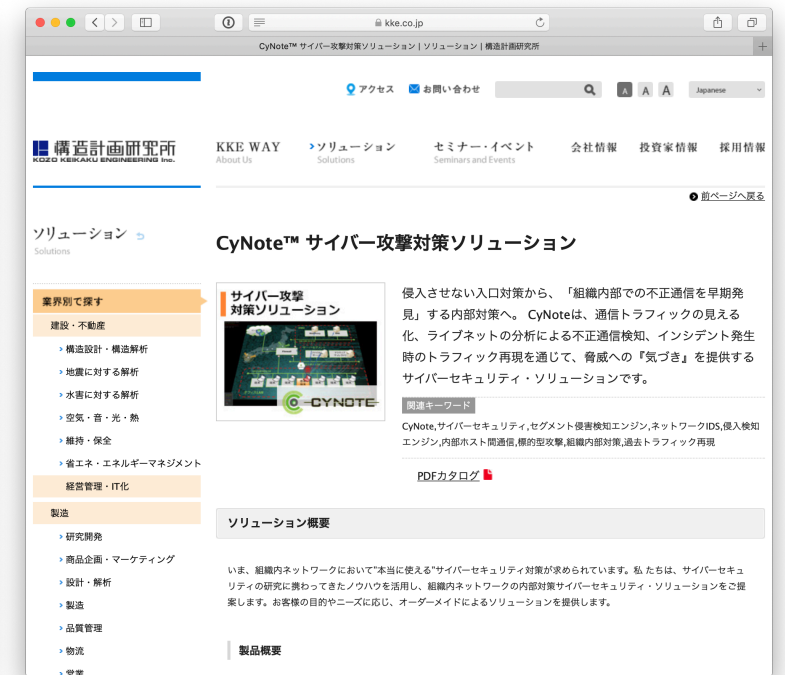 kke.co.jp
CyNote™ サイバー攻撃対策ソリューション | ソリューション | 構造計画研究所
アクセス
お問い合わせ
A
A
A
Japanese
構造計画研究所
KOZO KEIKAKU ENGINEERING Inc.
KKE WAY
About Us
ソリューション
Solutions
セミナー・イベント
Seminars and Events
会社情報
投資家情報
採用情報
前ページへ戻る
ソリューション
Solutions
業界別で探す
建設・不動産
構造設計・構造解析
地震に対する解析
水害に対する解析
空気・音・光・熱
維持・保全
省エネ・エネルギーマネジメント
経営管理・IT化
製造
研究開発
商品企画・マーケティング
設計・解析
製造
品質管理
物流
営業
CyNote™ サイバー攻撃対策ソリューション
サイバー攻撃
対策ソリューション
CYNOTE
侵入させない入口対策から、「組織内部での不正通信を早期発
見」する内部対策へ。 CyNoteは、通信トラフィックの見える
化、ライブネットの分析による不正通信検知、インシデント発生
時のトラフィック再現を通じて、脅威への『気づき』を提供する
サイバーセキュリティ・ソリューションです。
関連キーワード
CyNote,サイバーセキュリティ,セグメント侵害検知エンジン,ネットワークIDS,侵入検知
エンジン,内部ホスト間通信,標的型攻撃,組織内部対策,過去トラフィック再現
PDFカタログ
ソリューション概要
いま、組織内ネットワークにおいて"本当に使える"サイバーセキュリティ対策が求められています。私 たちは、サイバーセキュ
リティの研究に携わってきたノウハウを活用し、組織内ネットワークの内部対策サイバーセキュリティ・ソリューションをご提
案します。お客様の目的やニーズに応じ、オーダーメイドによるソリューションを提供します。
製品概要